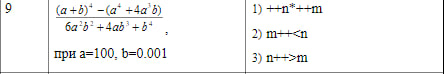 9
(a+b)⁴ −(a⁴ +4a³b)
6a²b² +4ab³ +b⁴
,
при a=100, b=0.001
1) ++n*++m
2) m++<n
3) n++>m